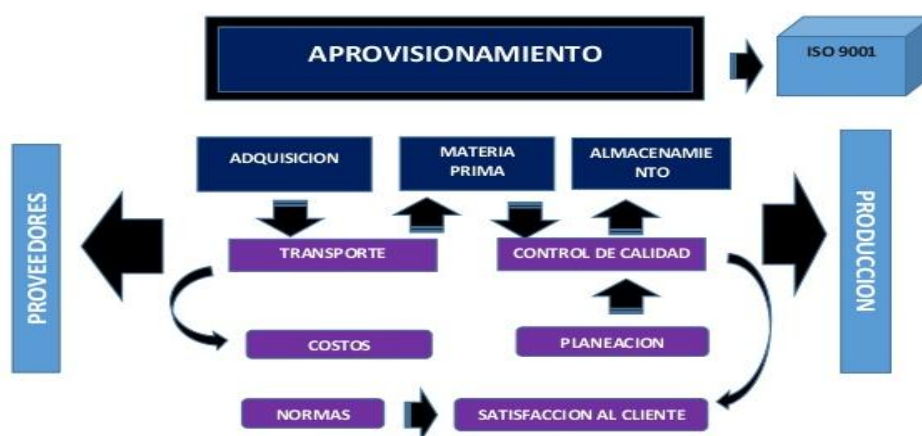 APROVISIONAMIENTO
ISO 9001
PROVEEDORES
ADQUISICION
MATERIA
PRIMA
ALMACENAMIE
NTO
PRODUCCION
TRANSPORTE
CONTROL DE CALIDAD
COSTOS
PLANEACION
NORMAS
SATISFACCION AL CLIENTE